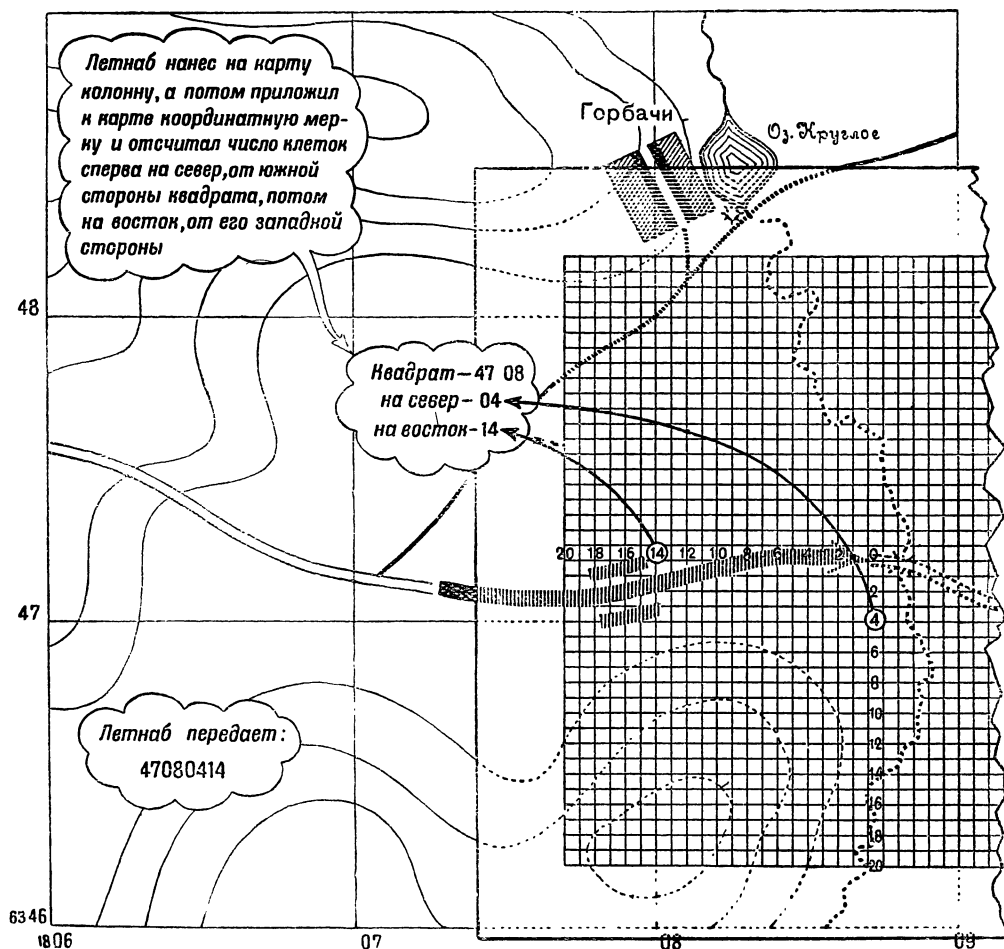 Летнаб нанес на карту
колонну, а потом приложил
к карте координатную мер-
ку и отсчитал число клеток
сперва на север, от южной
стороны квадрата, потом
на восток, от его западной
стороны
Горбачи
Оз. Круглое
48
Квадрат—47 08
на север- 04
на восток-14
20 18 16 14 12 10 8 6 4 2 0
2
4
6
8
10
12
14
16
18
20
47
Летнаб передает:
47080414
63 46
18 06
07
08
09